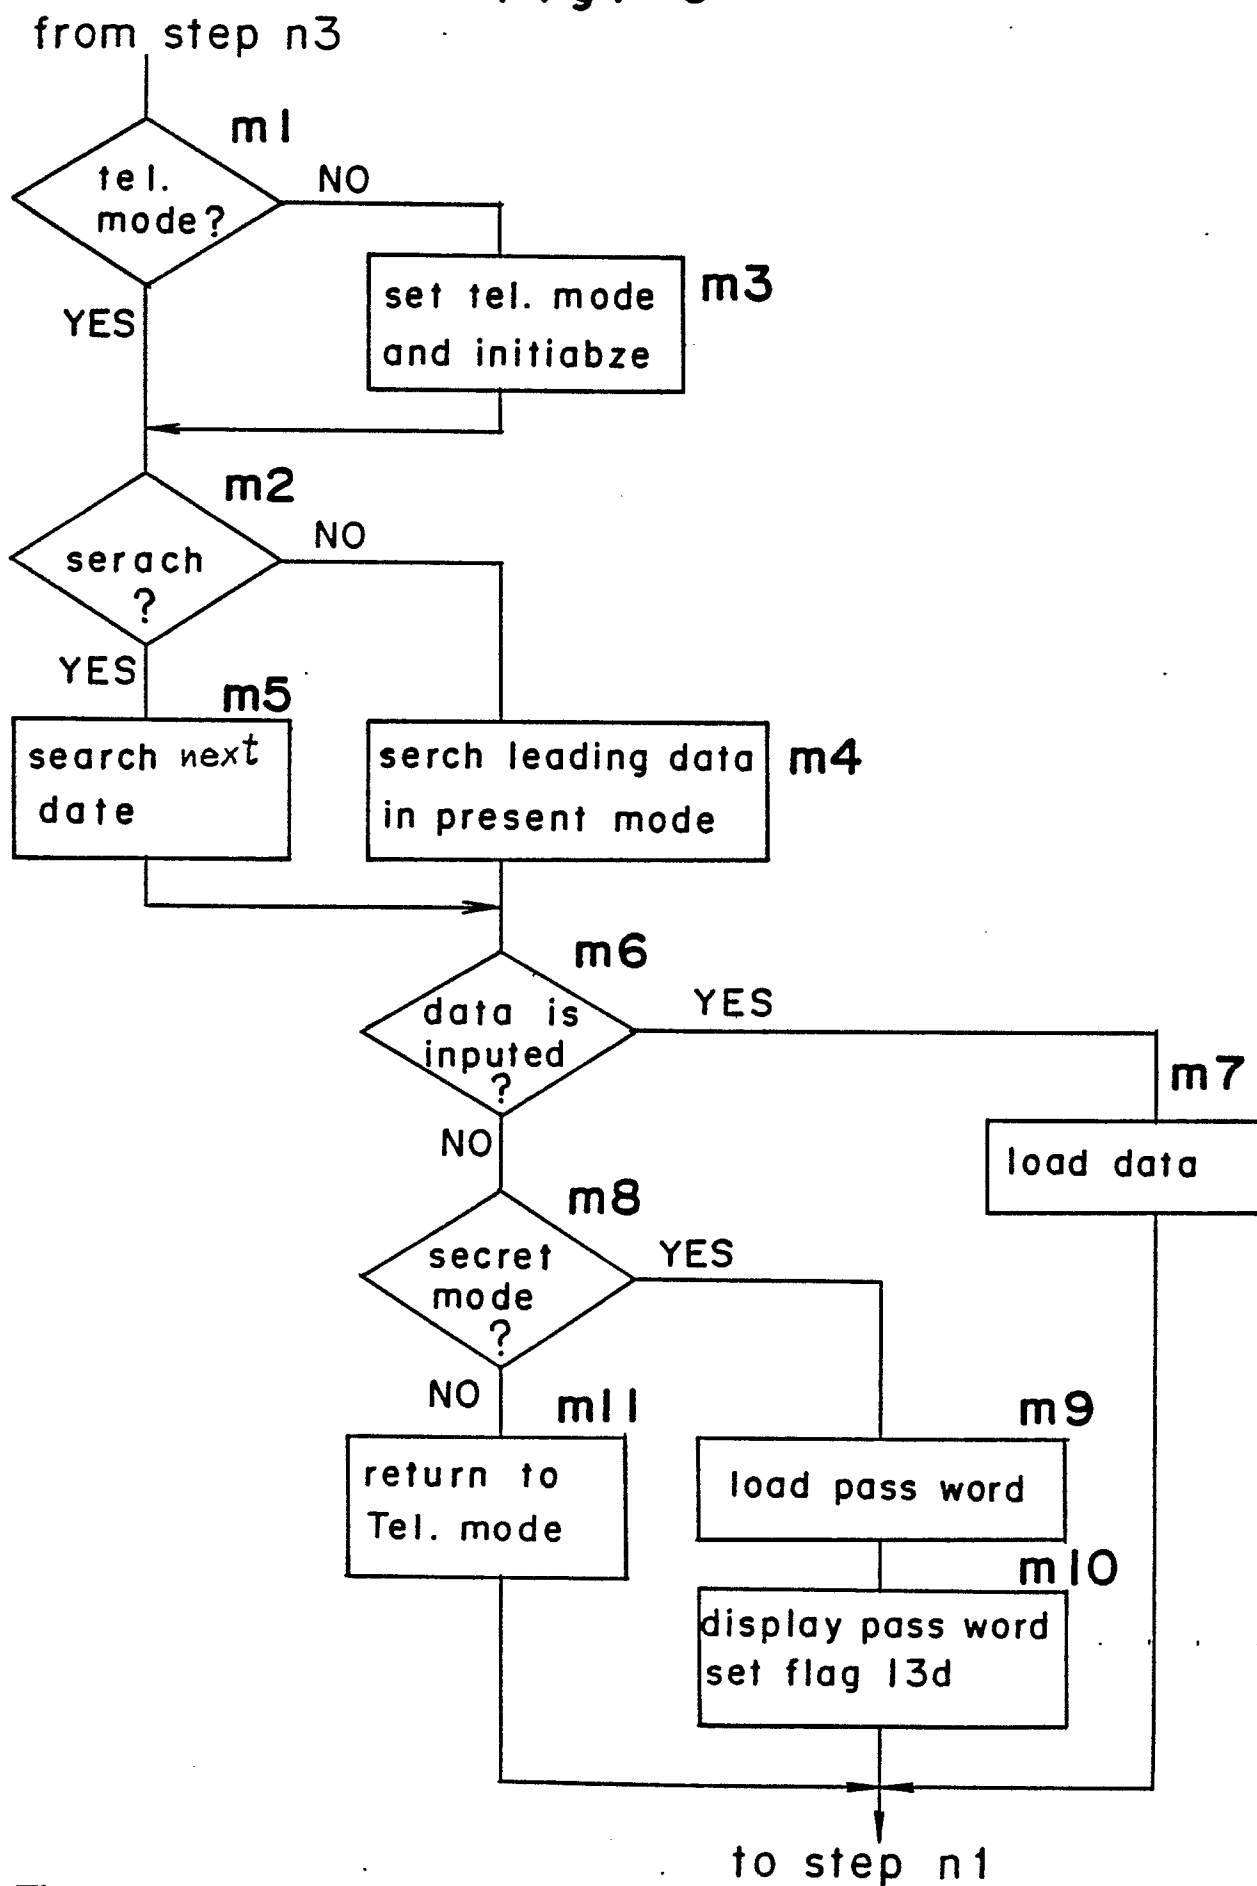 from step n3
m1
tel.
mode?
NO
YES
set tel. mode
and initiabze
m3
m2
serach
?
NO
YES
m5
search next
date
serch leading data
in present mode
m4
m6
data is
inputed
?
YES
NO
m7
load data
m8
secret
mode
?
YES
NO
m11
return to
Tel. mode
m9
load pass word
m10
display pass word
set flag 13d
to step n1